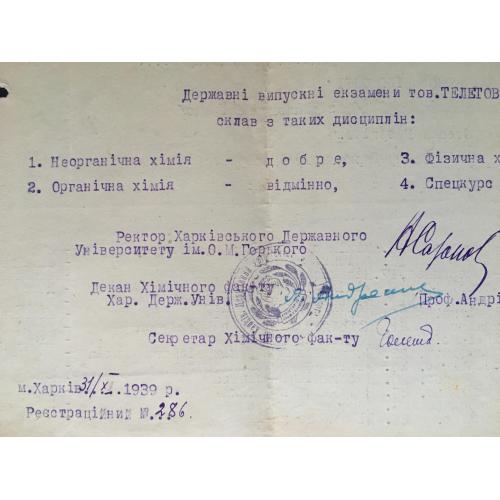 Державні випускні екзамени тов.ТЕЛЕТОВ
склав з таких дисциплін:
1. Неорганічна хімія - добре, 3. Фізична х
2. Органічна хімія - відмінно, 4. Спецкурс
Ректор Харківського Державного
Університету ім.О.М.Горького
Декан Хімічного Фак-ту
Хар. Держ.Унів. Проф.Андрі
Секретар Хімічного фак-ту
м.Харків 31/XII.1939 р.
Реєстраційний №.286.